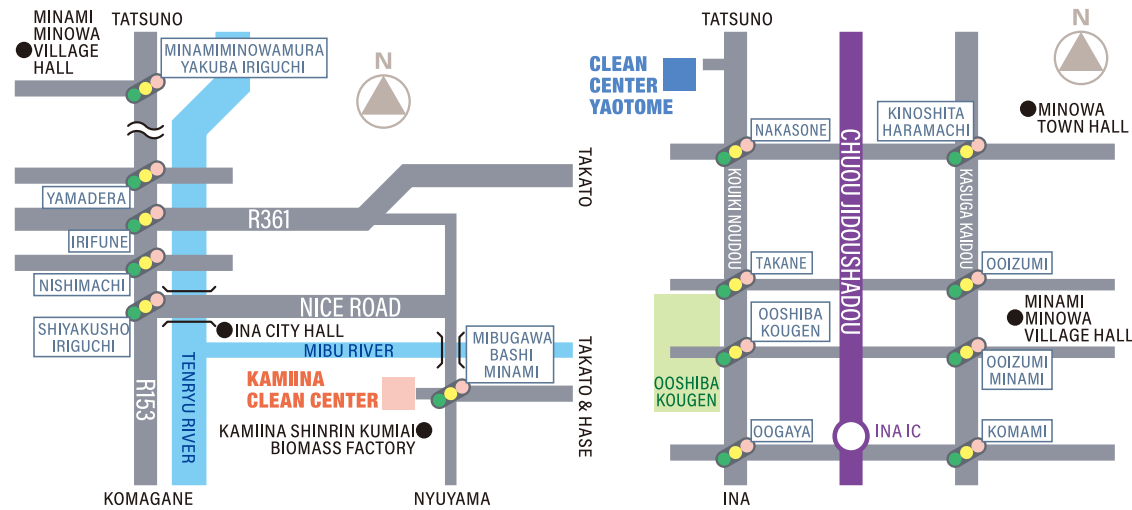 MINAMI
MINOWA
VILLAGE
HALL
TATSUNO
MINAMIMINOWAMURA
YAKUBA IRIGUCHI
N
YAMADERA
R361
TAKATO
IRIFUNE
NISHIMACHI
NICE ROAD
SHIYAKUSHO
IRIGUCHI
INA CITY HALL
MIBU RIVER
MIBUGAWA
BASHI
MINAMI
TAKATO & HASE
R153
TENRYU RIVER
KAMIINA
CLEAN CENTER
KAMIINA SHINRIN KUMIAI
BIOMASS FACTORY
KOMAGANE
NYUYAMA
TATSUNO
CLEAN
CENTER
YAOTOME
N
NAKASONE
KINOSHITA
HARAMACHI
MINOWA
TOWN HALL
KOUIKI NOUDOU
CHUOU JIDOUSHADOU
KASUGA KAIDOU
TAKANE
OOIZUMI
OOSHIBA
KOUGEN
MINAMI
MINOWA
VILLAGE HALL
OOSHIBA
KOUGEN
OOIZUMI
MINAMI
OOGAYA
INA IC
KOMAMI
INA